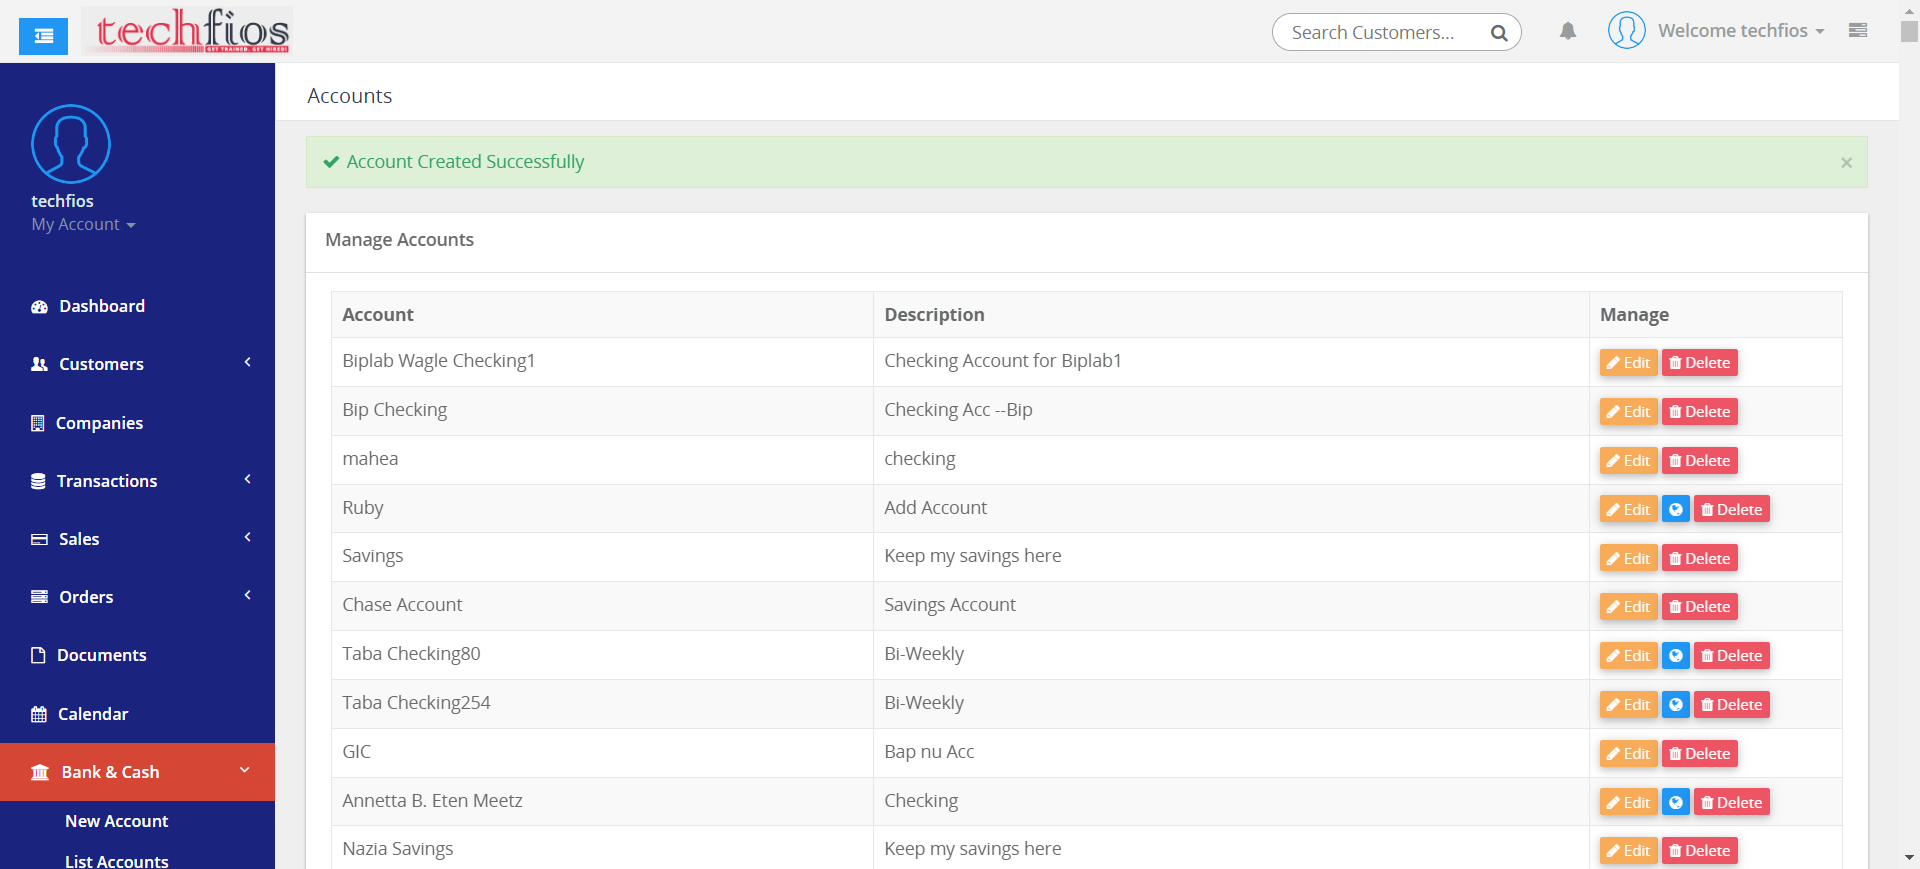 techfios
GET TRAINED. GET HIRED!
Search Customers...
Welcome techfios
techfios
My Account
Dashboard
Customers
Companies
Transactions
Sales
Orders
Documents
Calendar
Bank & Cash
New Account
List Accounts
Accounts
Account Created Successfully ×
Manage Accounts
Account Description Manage
Biplab Wagle Checking1 Checking Account for Biplab1 Edit Delete
Bip Checking Checking Acc --Bip Edit Delete
mahea checking Edit Delete
Ruby Add Account Edit Delete
Savings Keep my savings here Edit Delete
Chase Account Savings Account Edit Delete
Taba Checking80 Bi-Weekly Edit Delete
Taba Checking254 Bi-Weekly Edit Delete
GIC Bap nu Acc Edit Delete
Annetta B. Eten Meetz Checking Edit Delete
Nazia Savings Keep my savings here Edit Delete